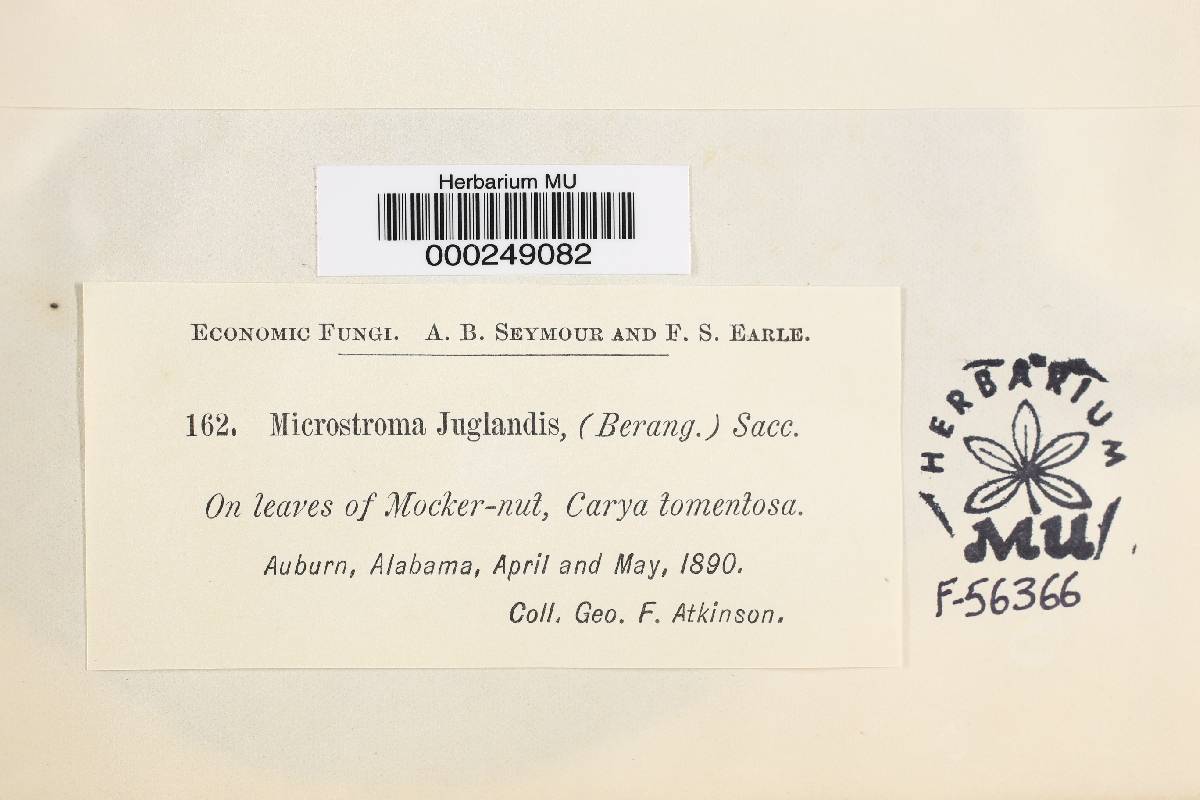 Herbarium MU
000249082
Economic Fungi. A. B. Seymour and F. S. Earle.
162. Microstroma Juglandis, (Berang.) Sacc.
On leaves of Mocker-nut, Carya tomentosa.
Auburn, Alabama, April and May, 1890.
Coll. Geo. F. Atkinson.
HERBARIUM
MU
F-56366